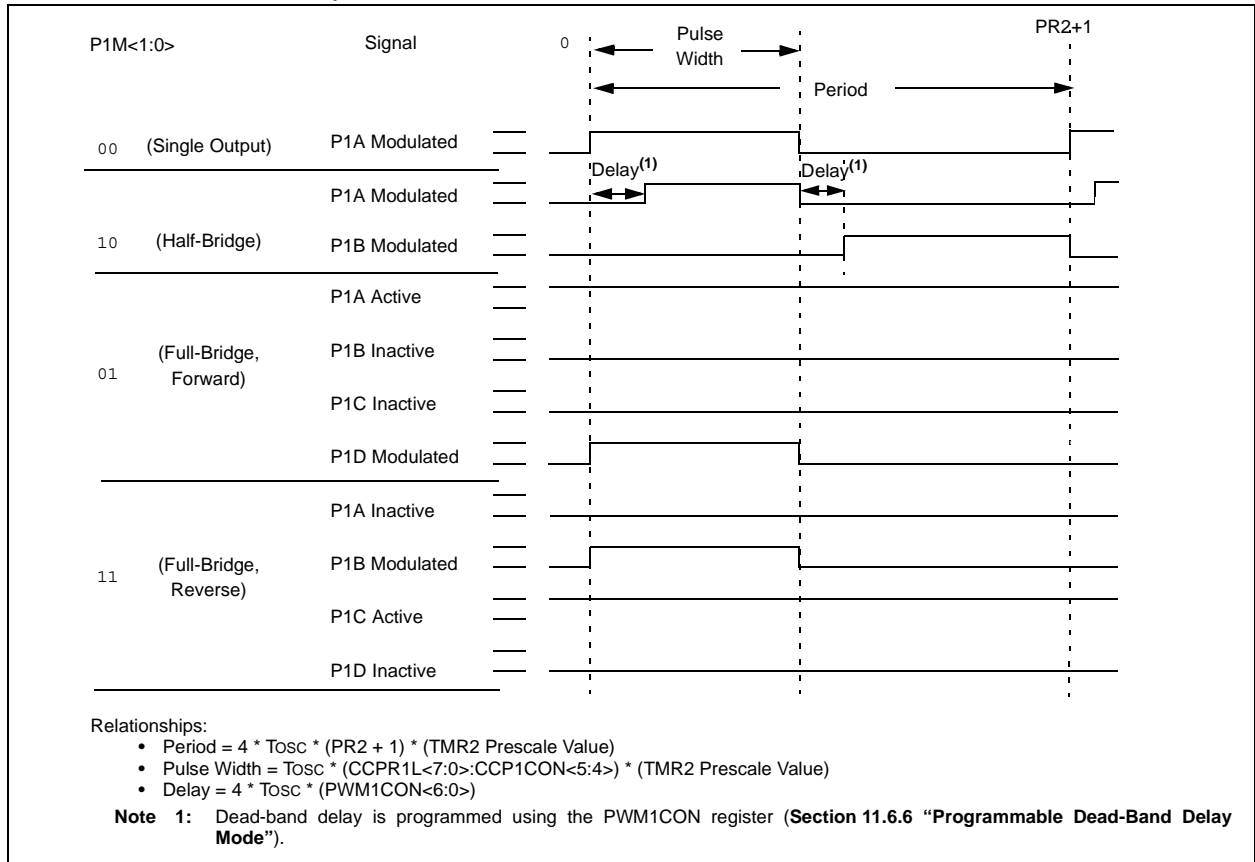 P1M<1:0> Signal 0 Pulse Width PR2+1
Period
00 (Single Output) P1A Modulated
Delay(1) Delay(1)
P1A Modulated
10 (Half-Bridge) P1B Modulated
P1A Active
01 (Full-Bridge, Forward) P1B Inactive
P1C Inactive
P1D Modulated
P1A Inactive
11 (Full-Bridge, Reverse) P1B Modulated
P1C Active
P1D Inactive
Relationships:
• Period = 4 * TOSC * (PR2 + 1) * (TMR2 Prescale Value)
• Pulse Width = TOSC * (CCPR1L<7:0>:CCP1CON<5:4>) * (TMR2 Prescale Value)
• Delay = 4 * TOSC * (PWM1CON<6:0>)
Note 1: Dead-band delay is programmed using the PWM1CON register (Section 11.6.6 “Programmable Dead-Band Delay
Mode”).